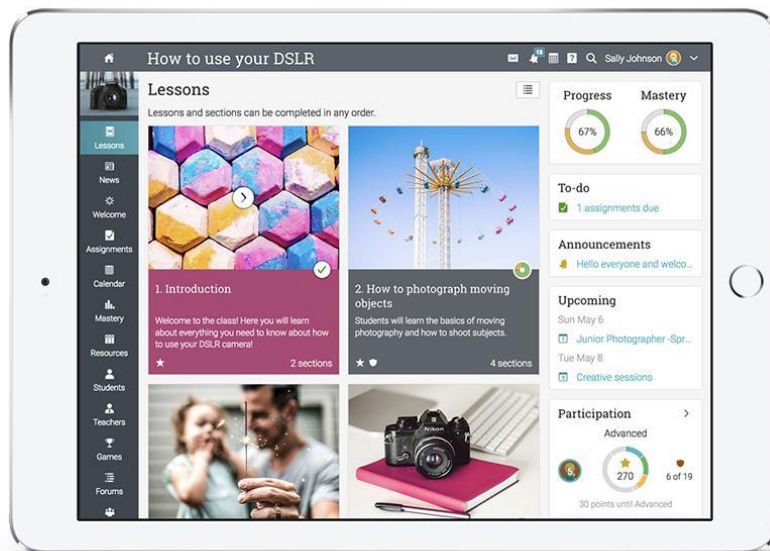 How to use your DSLR
18
Sally Johnson
Lessons
Lessons and sections can be completed in any order.
Lessons
News
Welcome
Assignments
Calendar
Mastery
Resources
Students
Teachers
Games
Forums
1. Introduction
Welcome to the class! Here you will learn
about everything you need to know about how
to use your DSLR camera!
2 sections
2. How to photograph moving
objects
Students will learn the basics of moving
photography and how to shoot subjects.
4 sections
Nikon
Progress
Mastery
67%
66%
To-do
1 assignments due
Announcements
Hello everyone and welco...
Upcoming
Sun May 6
Junior Photographer -Spr...
Tue May 8
Creative sessions
Participation
Advanced
5
270
6 of 19
30 points until Advanced